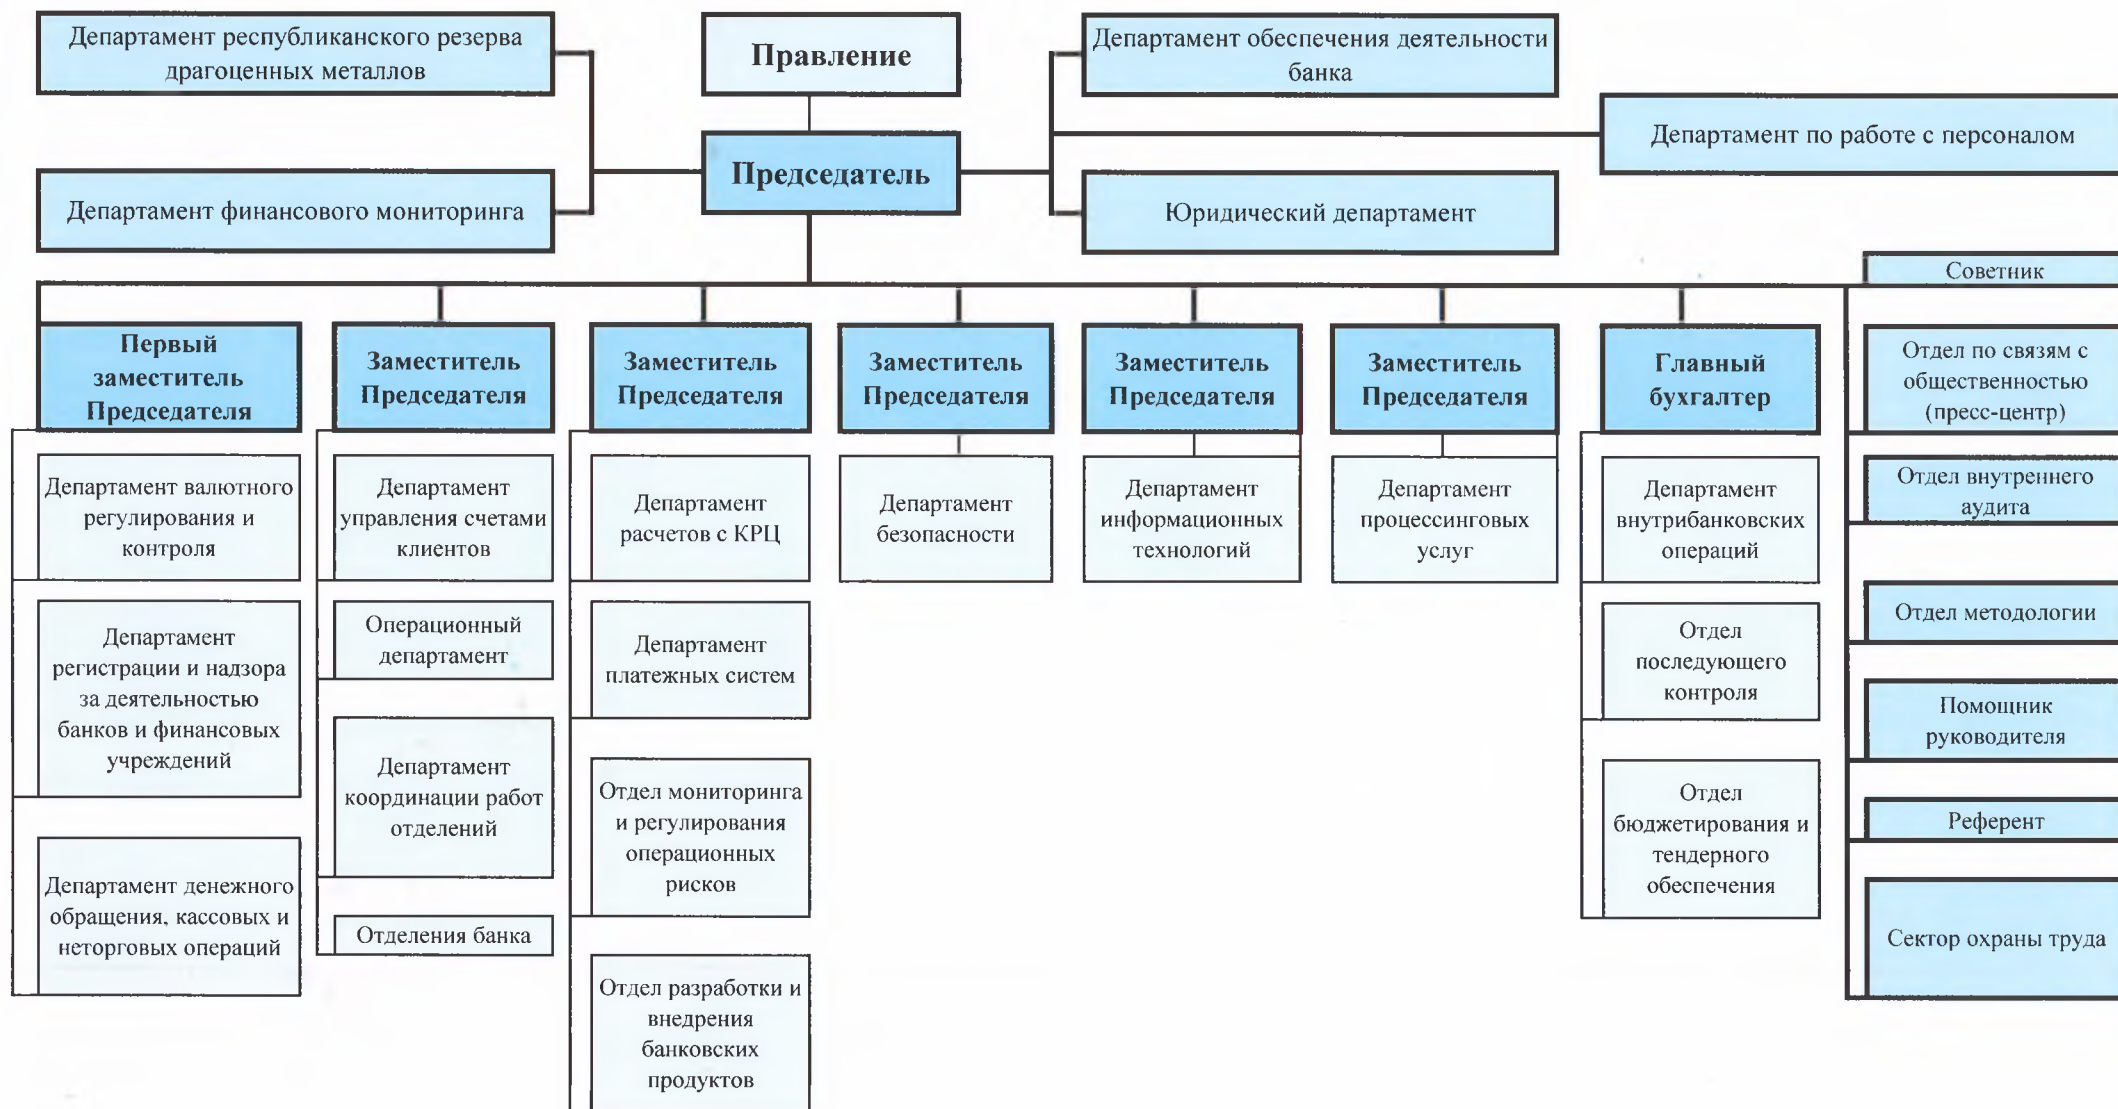 Департамент республиканского резерва
драгоценных металлов
Правление
Департамент обеспечения деятельности
банка
Департамент по работе с персоналом
Председатель
Департамент финансового мониторинга
Юридический департамент
Советник
Первый
заместитель
Председателя
Заместитель
Председателя
Заместитель
Председателя
Заместитель
Председателя
Заместитель
Председателя
Заместитель
Председателя
Главный
бухгалтер
Отдел по связям с
общественностью
(пресс-центр)
Департамент валютного
регулирования и
контроля
Департамент
управления счетами
клиентов
Департамент
расчетов с КРЦ
Департамент
безопасности
Департамент
информационных
технологий
Департамент
процессинговых
услуг
Департамент
внутрибанковских
операций
Отдел внутреннего
аудита
Департамент
регистрации и надзора
за деятельностью
банков и финансовых
учреждений
Операционный
департамент
Департамент
платежных систем
Отдел
последующего
контроля
Отдел методологии
Помощник
руководителя
Департамент
координации работ
отделений
Отдел мониторинга
и регулирования
операционных
рисков
Отдел
бюджетирования и
тендерного
обеспечения
Референт
Департамент денежного
обращения, кассовых и
неторговых операций
Отделения банка
Отдел разработки и
внедрения
банковских
продуктов
Сектор охраны труда